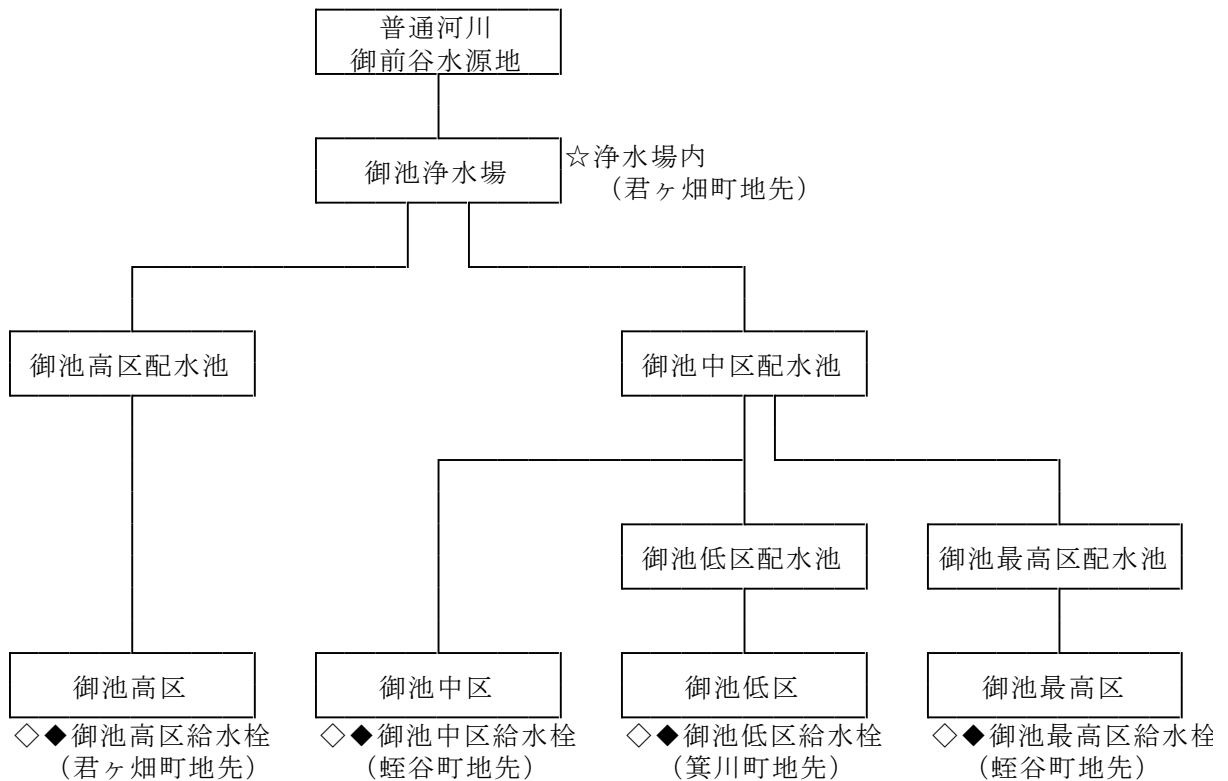 普通河川
御前谷水源地
御池浄水場
☆浄水場内
（君ヶ畑町地先）
御池高区配水池
御池中区配水池
御池低区配水池
御池最高区配水池
御池高区
御池中区
御池低区
御池最高区
◇◆御池高区給水栓
（君ヶ畑町地先）
◇◆御池中区給水栓
（蛭谷町地先）
◇◆御池低区給水栓
（箕川町地先）
◇◆御池最高区給水栓
（蛭谷町地先）